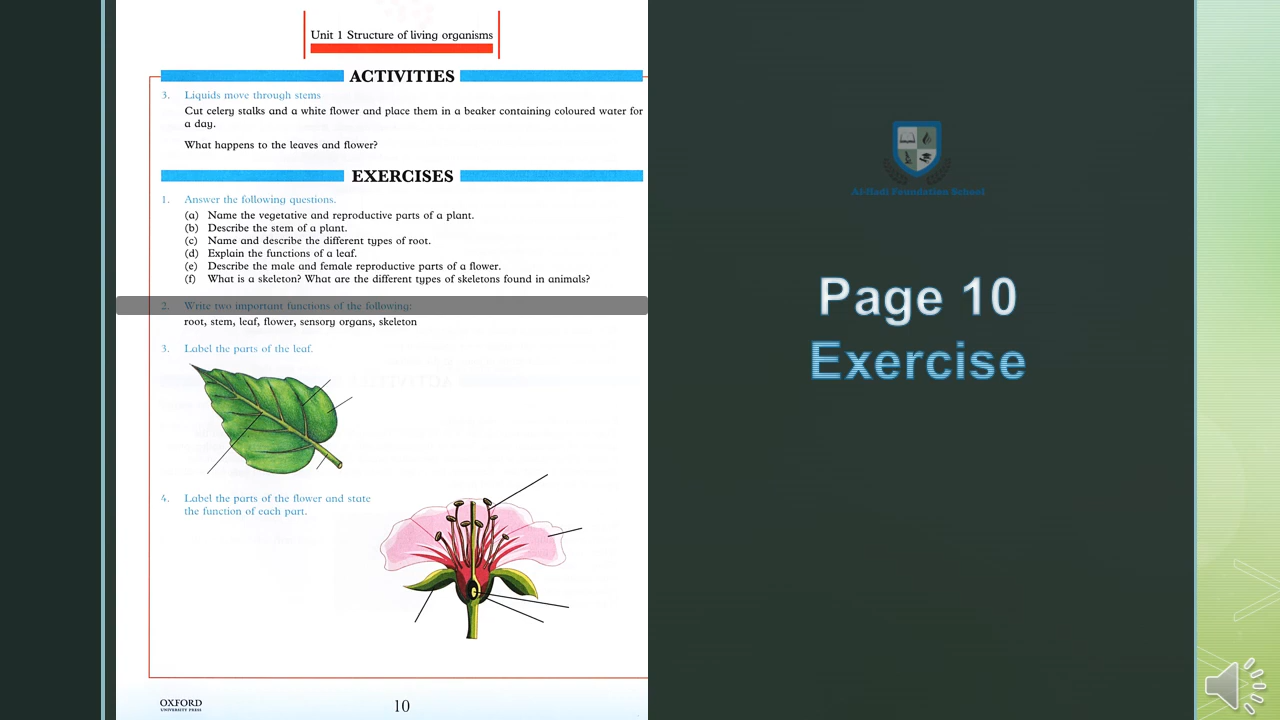 Unit 1 Structure of living organisms
ACTIVITIES
3. Liquids move through stems
Cut celery stalks and a white flower and place them in a beaker containing coloured water for
a day.
What happens to the leaves and flower?
EXERCISES
1. Answer the following questions.
(a) Name the vegetative and reproductive parts of a plant.
(b) Describe the stem of a plant.
(c) Name and describe the different types of root.
(d) Explain the functions of a leaf.
(e) Describe the male and female reproductive parts of a flower.
(f) What is a skeleton? What are the different types of skeletons found in animals?
2. Write two important functions of the following:
root, stem, leaf, flower, sensory organs, skeleton
3. Label the parts of the leaf.
4. Label the parts of the flower and state
the function of each part.
OXFORD
UNIVERSITY PRESS
10
Al-Hadi Foundation School
Page 10
Exercise